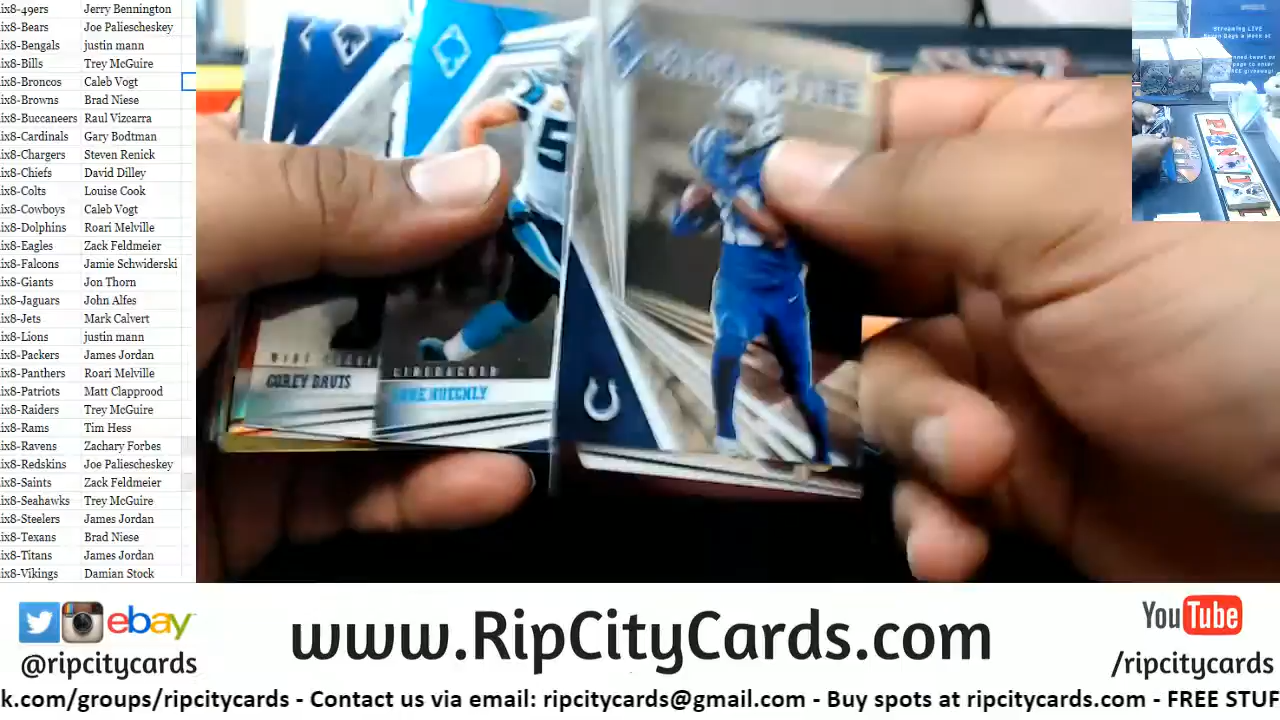 ix8-49ers Jerry Bennington
ix8-Bears Joe Paliescheskey
ix8-Bengals justin mann
ix8-Bills Trey McGuire
ix8-Broncos Caleb Vogt
ix8-Browns Brad Niese
ix8-Buccaneers Raul Vizcarra
ix8-Cardinals Gary Bodtman
ix8-Chargers Steven Renick
ix8-Chiefs David Dilley
ix8-Colts Louise Cook
ix8-Cowboys Caleb Vogt
ix8-Dolphins Roari Melville
ix8-Eagles Zack Feldmeier
ix8-Falcons Jamie Schwiderski
ix8-Giants Jon Thorn
ix8-Jaguars John Alfes
ix8-Jets Mark Calvert
ix8-Lions justin mann
ix8-Packers James Jordan
ix8-Panthers Roari Melville
ix8-Patriots Matt Clapprood
ix8-Raiders Trey McGuire
ix8-Rams Tim Hess
ix8-Ravens Zachary Forbes
ix8-Redskins Joe Paliescheskey
ix8-Saints Zack Feldmeier
ix8-Seahawks Trey McGuire
ix8-Steelers James Jordan
ix8-Texans Brad Niese
ix8-Titans James Jordan
ix8-Vikings Damian Stock
5
COREY DAVIS
LINEBACKER
Streaming LIVE
FREE giveaway!
ebay
@ripcitycards
www.RipCityCards.com
YouTube
/ripcitycards
k.com/groups/ripcitycards - Contact us via email: ripcitycards@gmail.com - Buy spots at ripcitycards.com - FREE STUF